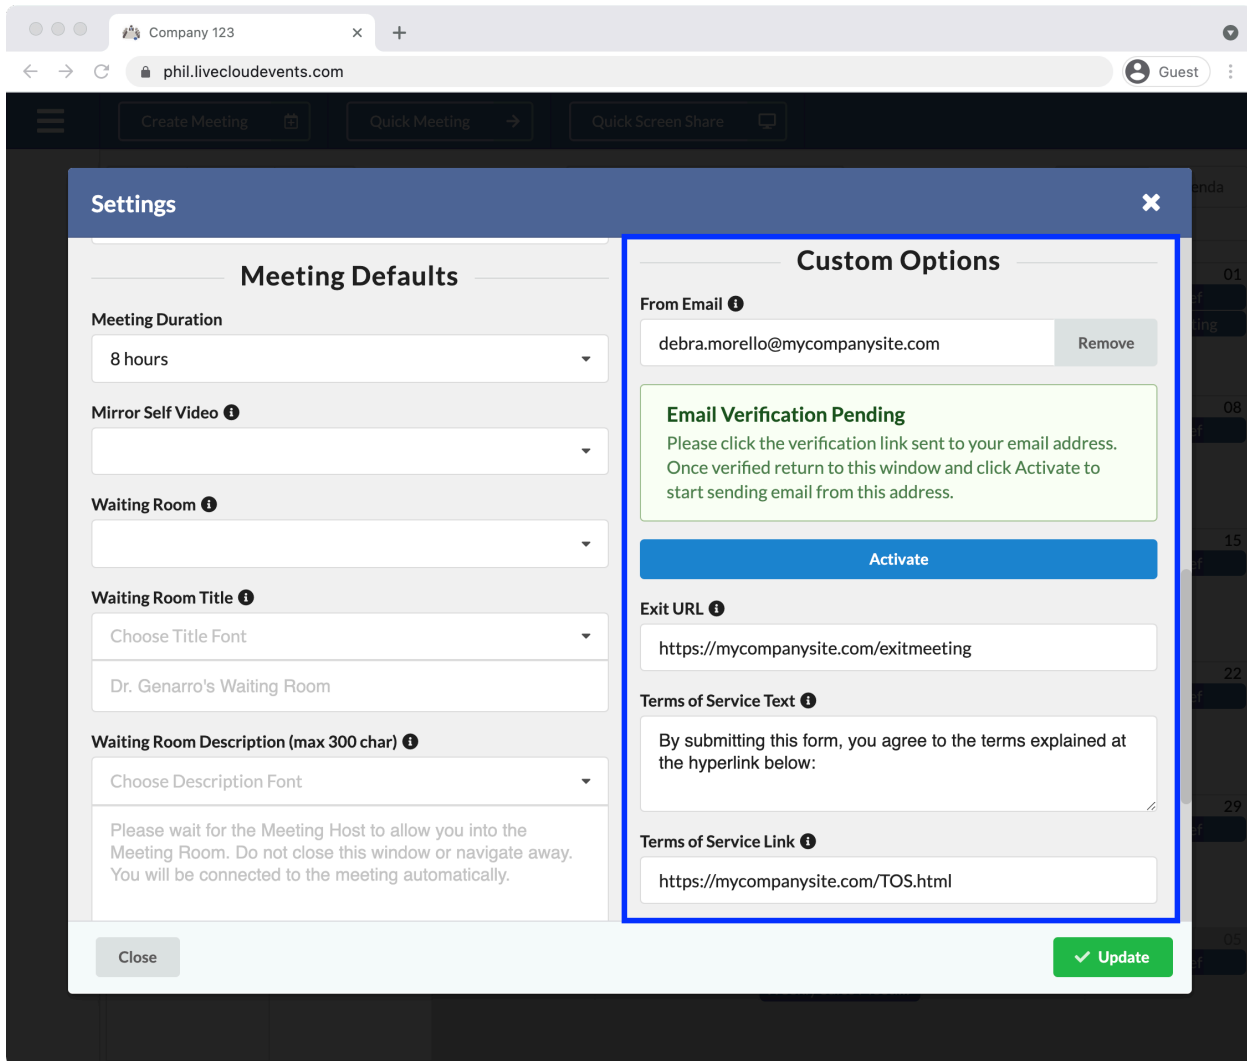 Company 123
phil.livecloudevents.com
Guest
Create Meeting
Quick Meeting
Quick Screen Share
Settings
Meeting Defaults
Meeting Duration
8 hours
Mirror Self Video
Waiting Room
Waiting Room Title
Choose Title Font
Dr. Genarro's Waiting Room
Waiting Room Description (max 300 char)
Choose Description Font
Please wait for the Meeting Host to allow you into the
Meeting Room. Do not close this window or navigate away.
You will be connected to the meeting automatically.
Custom Options
From Email
debra.morello@mycompanysite.com
Remove
Email Verification Pending
Please click the verification link sent to your email address.
Once verified return to this window and click Activate to
start sending email from this address.
Activate
Exit URL
https://mycompanysite.com/exitmeeting
Terms of Service Text
By submitting this form, you agree to the terms explained at
the hyperlink below:
Terms of Service Link
https://mycompanysite.com/TOS.html
Close
Update
01
08
15
22
29
05